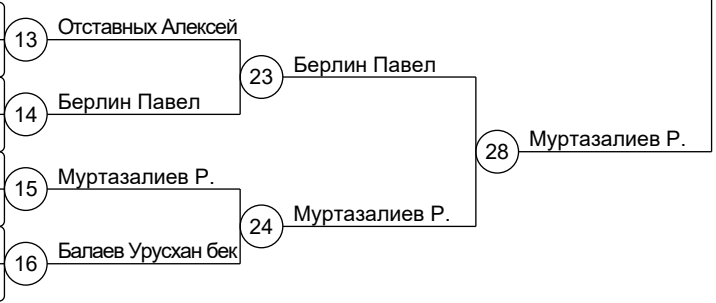 13
Отставных Алексей
14
Берлин Павел
15
Муртазалиев Р.
16
Балаев Урусхан бек
23
Берлин Павел
24
Муртазалиев Р.
28
Муртазалиев Р.